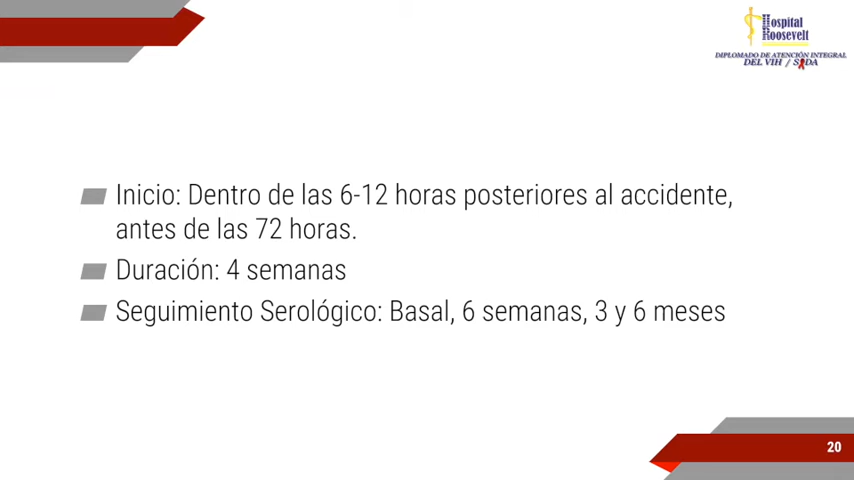 Hospital
Roosevelt
DIPLOMADO DE ATENCIÓN INTEGRAL
DEL VIH / SIDA
Inicio: Dentro de las 6-12 horas posteriores al accidente,
antes de las 72 horas.
Duración: 4 semanas
Seguimiento Serológico: Basal, 6 semanas, 3 y 6 meses
20